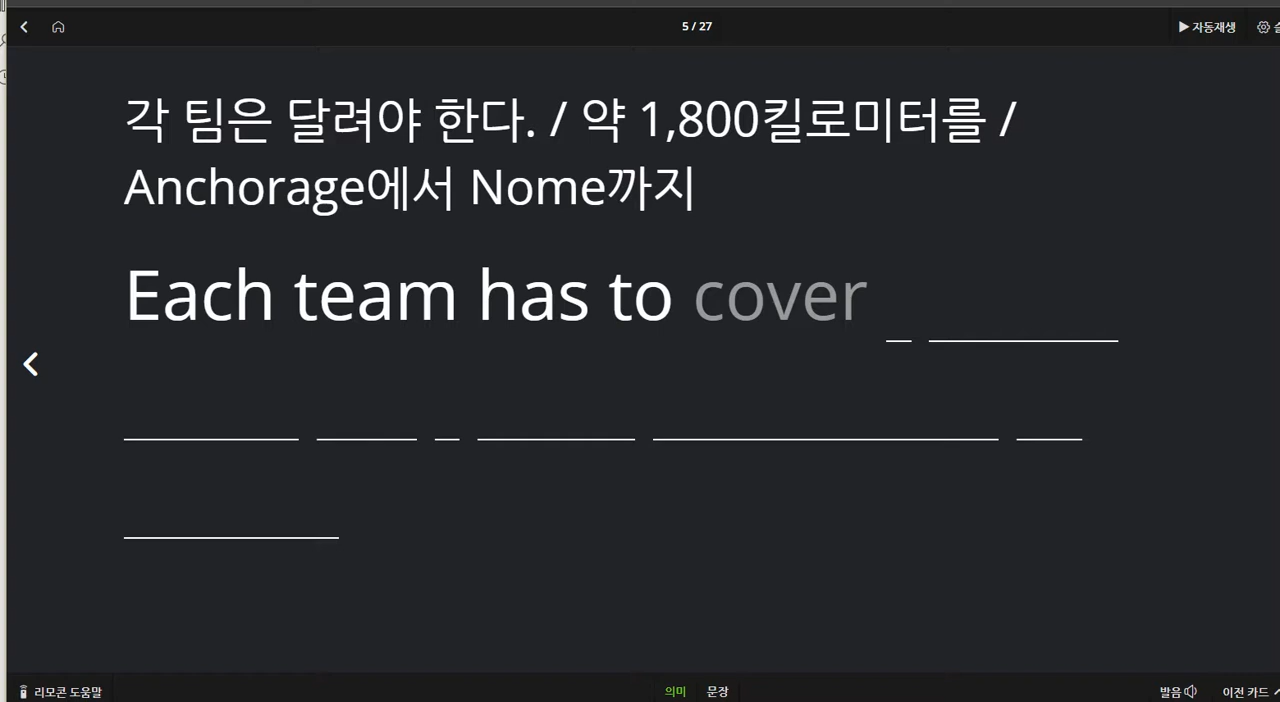 5 / 27
▶ 자동재생
각 팀은 달려야 한다. / 약 1,800킬로미터를 /
Anchorage에서 Nome까지
Each team has to cover
리모콘 도움말
의미 문장
발음 이전 카드